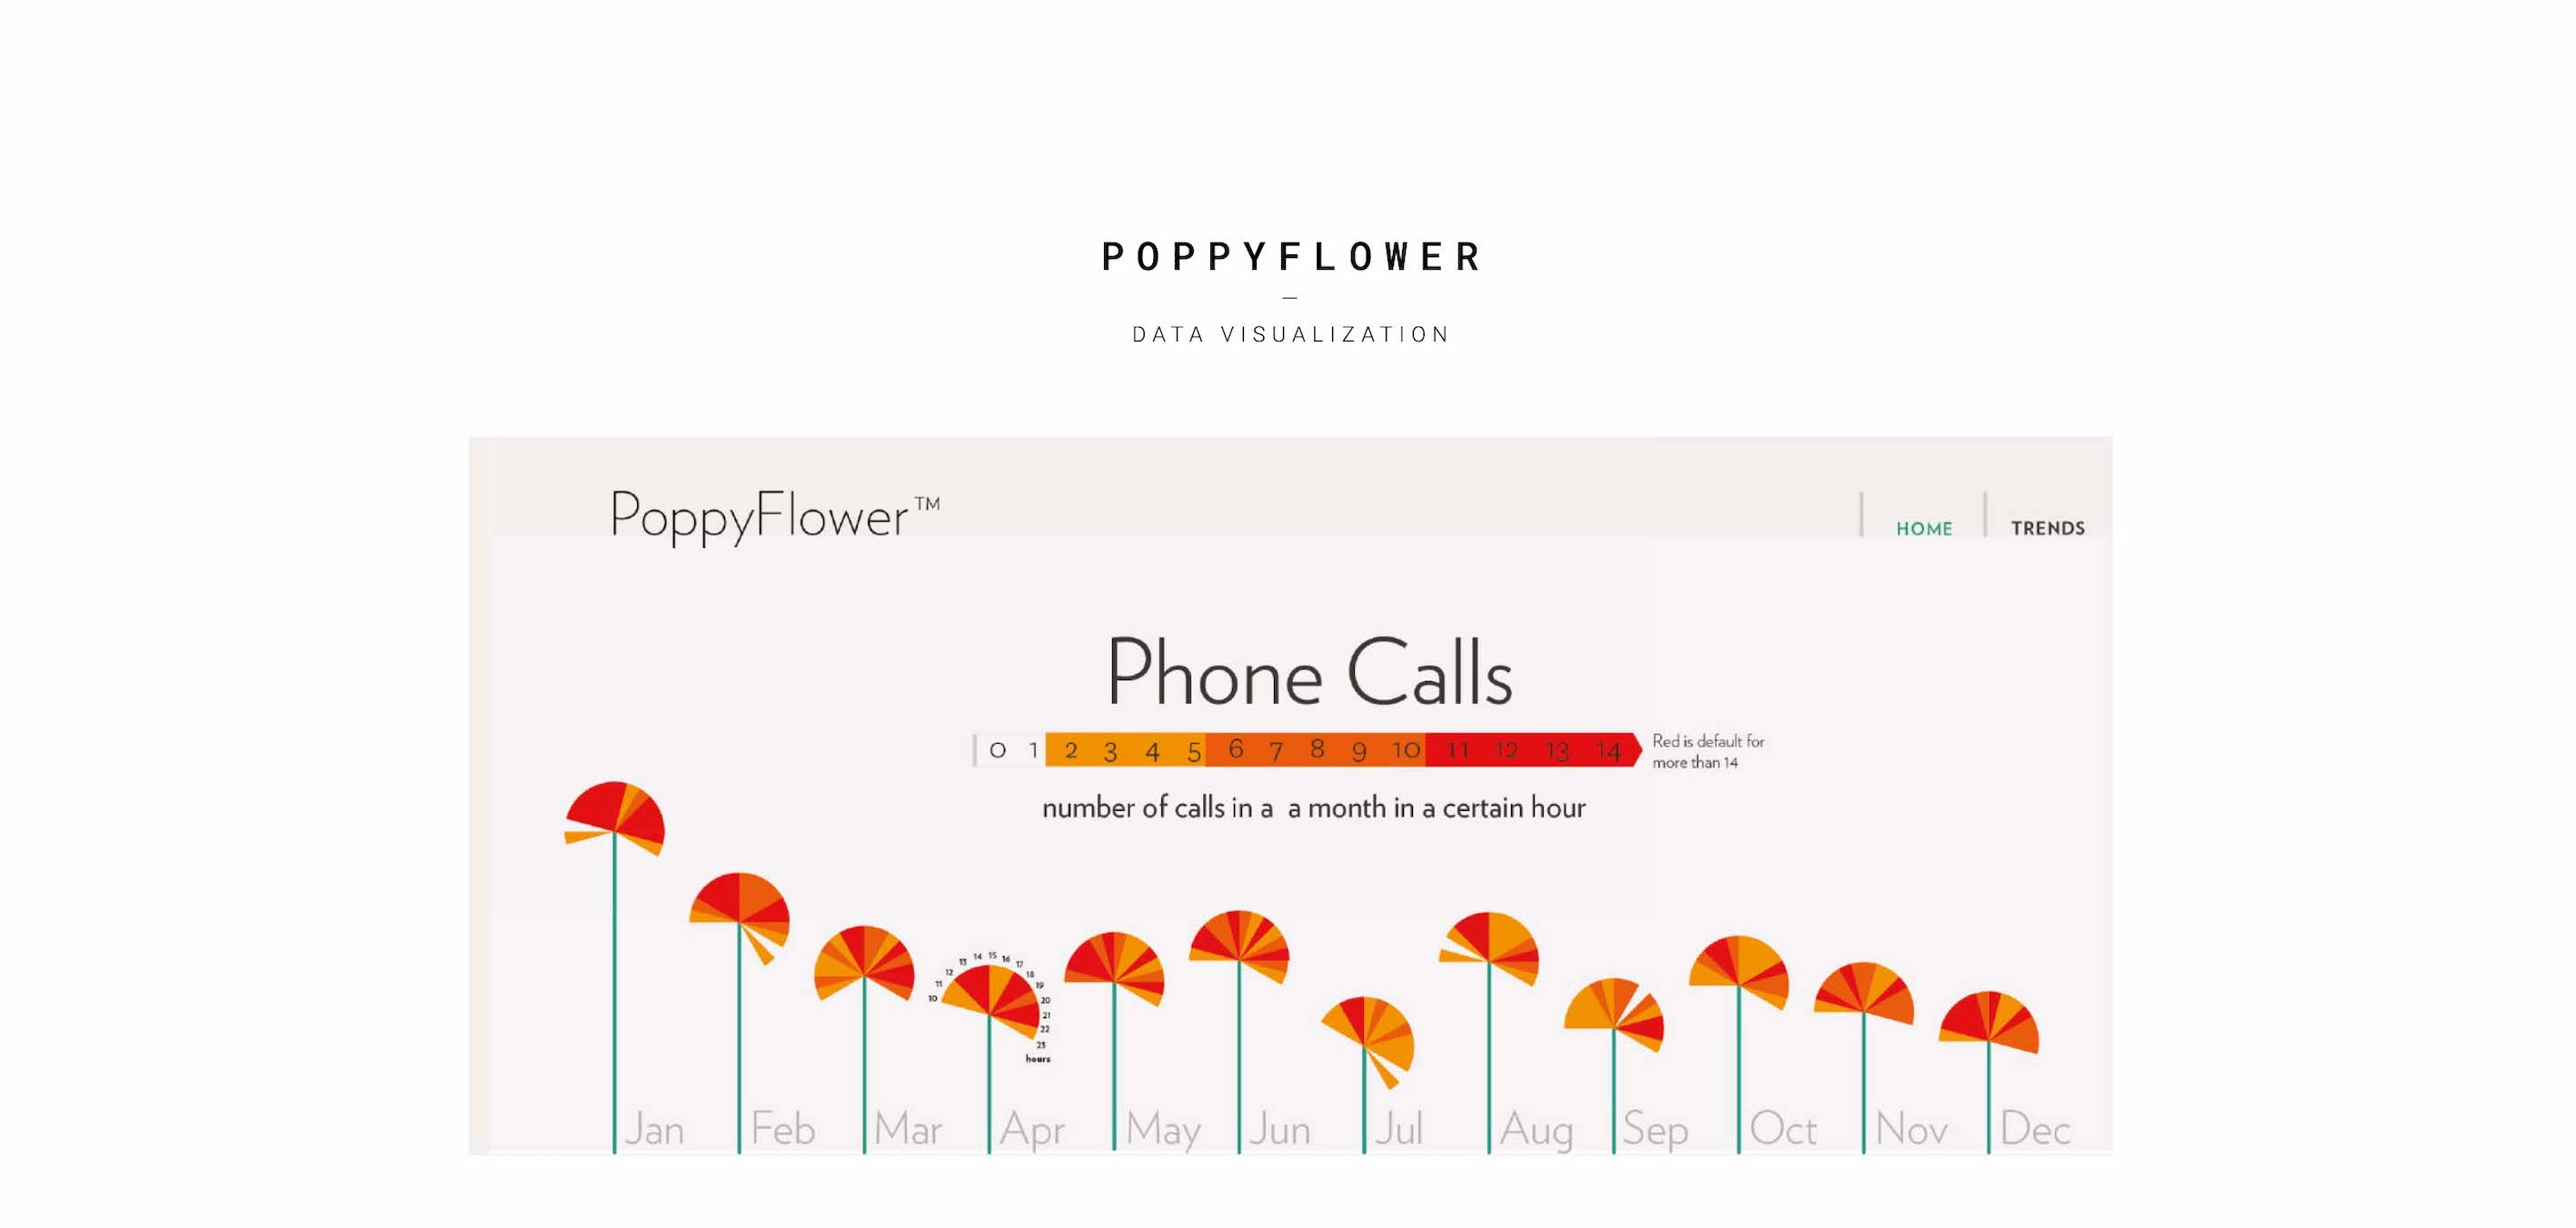 POPPYFLOWER
–
DATA VISUALIZATION
PoppyFlower™
HOME
TRENDS
Phone Calls
0 1 2 3 4 5 6 7 8 9 10 11 12 13 14
Red is default for
more than 14
number of calls in a a month in a certain hour
10
11
12
13
14
15
16
17
18
19
20
21
22
23
hours
Jan
Feb
Mar
Apr
May
Jun
Jul
Aug
Sep
Oct
Nov
Dec